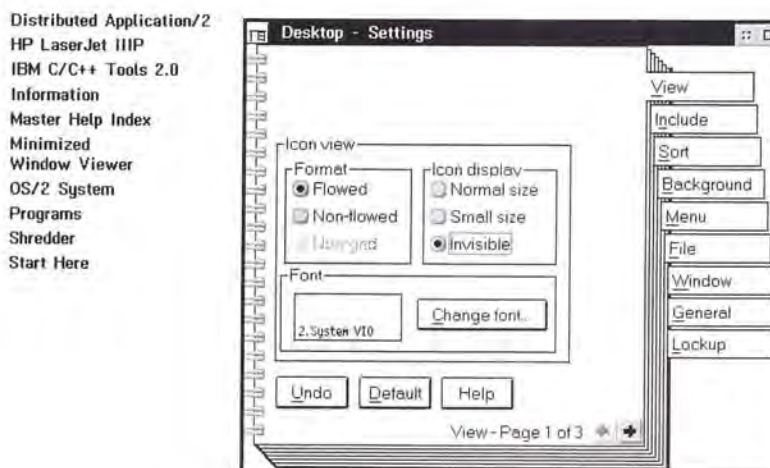 Distributed Application/2
HP LaserJet IIIP
IBM C/C++ Tools 2.0
Information
Master Help Index
Minimized
Window Viewer
OS/2 System
Programs
Shredder
Start Here
Desktop - Settings
View
Include
Sort
Background
Menu
File
Window
General
Lockup
Icon view
Format
Flowed
Non-flowed
Non-grid
Icon display
Normal size
Small size
Invisible
Font
2.System VIO
Change font..
Undo
Default
Help
View - Page 1 of 3